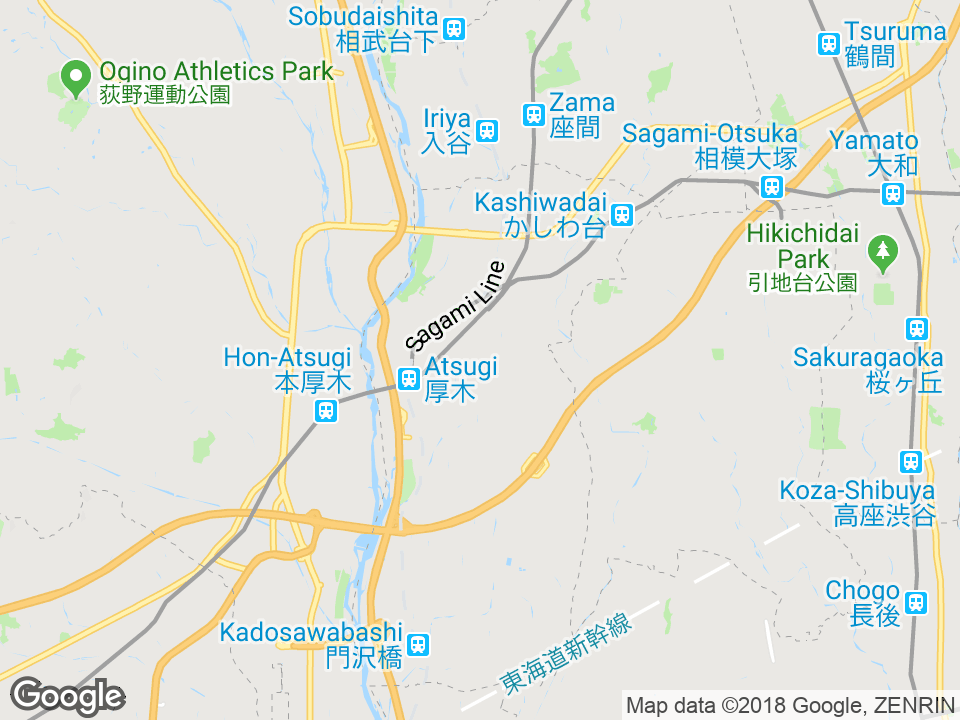 Sobudaishita
相武台下
Tsuruma
鶴間
Ogino Athletics Park
荻野運動公園
Iriya
入谷
Zama
座間
Sagami-Otsuka
相模大塚
Yamato
大和
Kashiwadai
かしわ台
Hikichidai
Park
引地台公園
Sagami Line
Hon-Atsugi
本厚木
Atsugi
厚木
Sakuragaoka
桜ヶ丘
Koza-Shibuya
高座渋谷
Chogo
長後
Kadosawabashi
門沢橋
東海道新幹線
Google
Map data ©2018 Google, ZENRIN